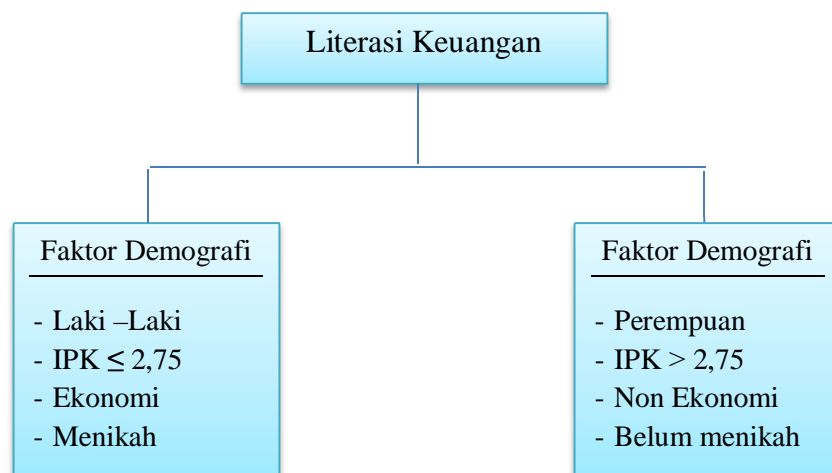 Literasi Keuangan
Faktor Demografi
- Laki –Laki
- IPK ≤ 2,75
- Ekonomi
- Menikah
Faktor Demografi
- Perempuan
- IPK > 2,75
- Non Ekonomi
- Belum menikah